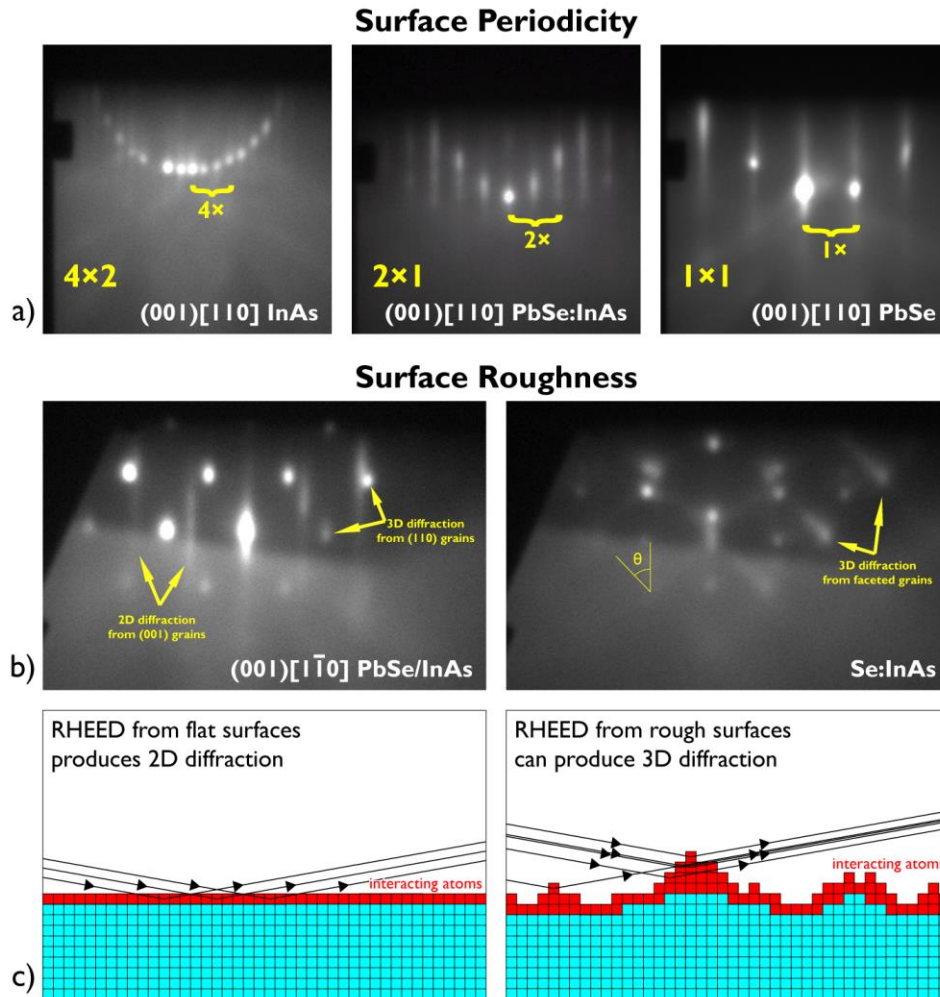 Surface Periodicity
4×
2×
1×
4×2
2×1
1×1
a)
(001)[110] InAs
(001)[110] PbSe:InAs
(001)[110] PbSe
Surface Roughness
3D diffraction
from (110) grains
2D diffraction
from (001) grains
θ
3D diffraction
from faceted grains
b)
(001)[11̄0] PbSe/InAs
Se:InAs
RHEED from flat surfaces
produces 2D diffraction
interacting atoms
RHEED from rough surfaces
can produce 3D diffraction
interacting atoms
c)